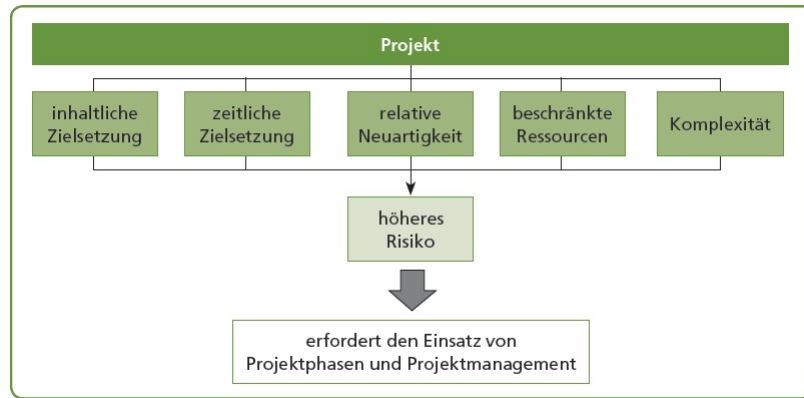 Projekt
inhaltliche
Zielsetzung
zeitliche
Zielsetzung
relative
Neuartigkeit
beschränkte
Ressourcen
Komplexität
höheres
Risiko
erfordert den Einsatz von
Projektphasen und Projektmanagement